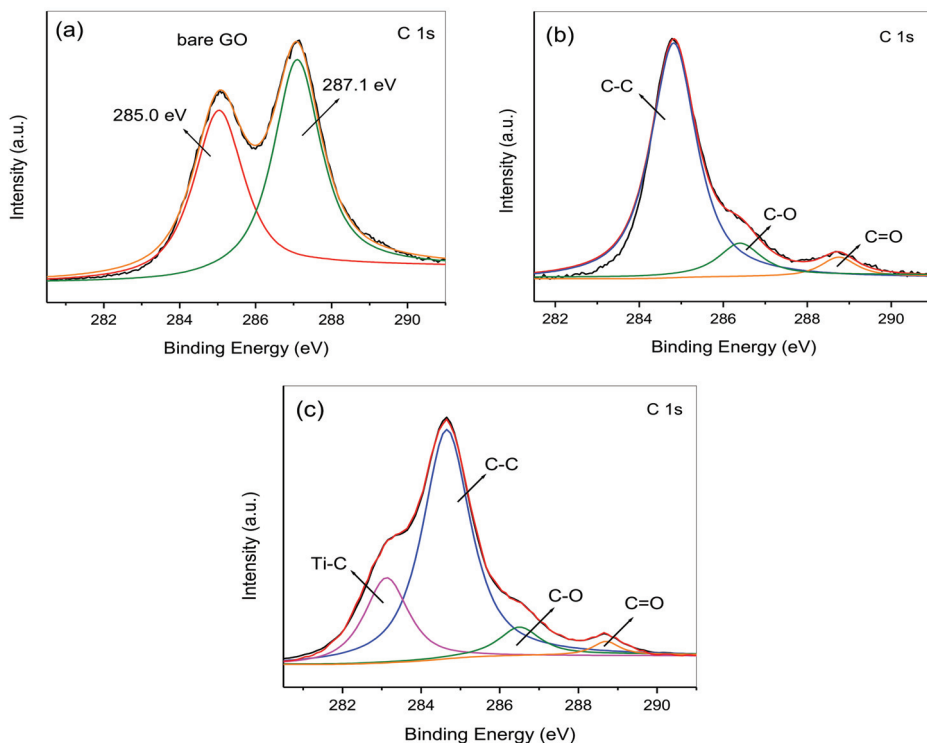 (a)
bare GO
C 1s
285.0 eV
287.1 eV
Intensity (a.u.)
282 284 286 288 290
Binding Energy (eV)
(b)
C 1s
C-C
C-O
C=O
Intensity (a.u.)
282 284 286 288 290
Binding Energy (eV)
(c)
C 1s
C-C
Ti-C
C-O
C=O
Intensity (a.u.)
282 284 286 288 290
Binding Energy (eV)